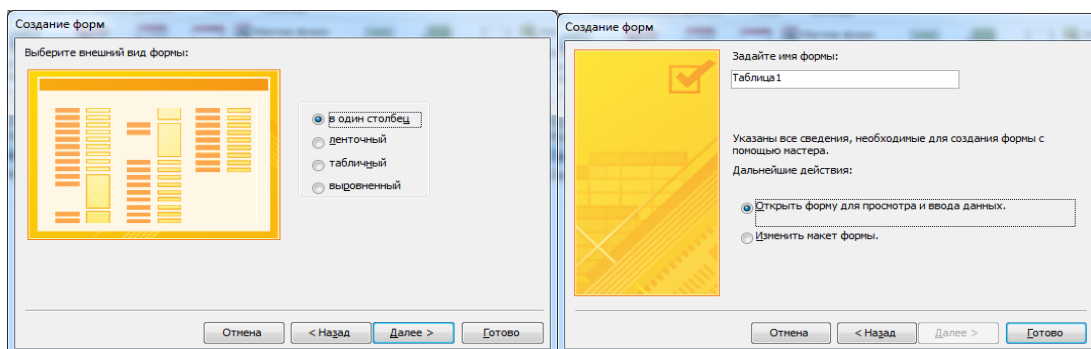 Создание форм
Выберите внешний вид формы:
в один столбец
ленточный
табличный
выровненный
Отмена
< Назад
Далее >
Готово
Создание форм
Задайте имя формы:
Таблица1
Указаны все сведения, необходимые для создания формы с
помощью мастера.
Дальнейшие действия:
Открыть форму для просмотра и ввода данных.
Изменить макет формы.
Отмена
< Назад
Далее >
Готово